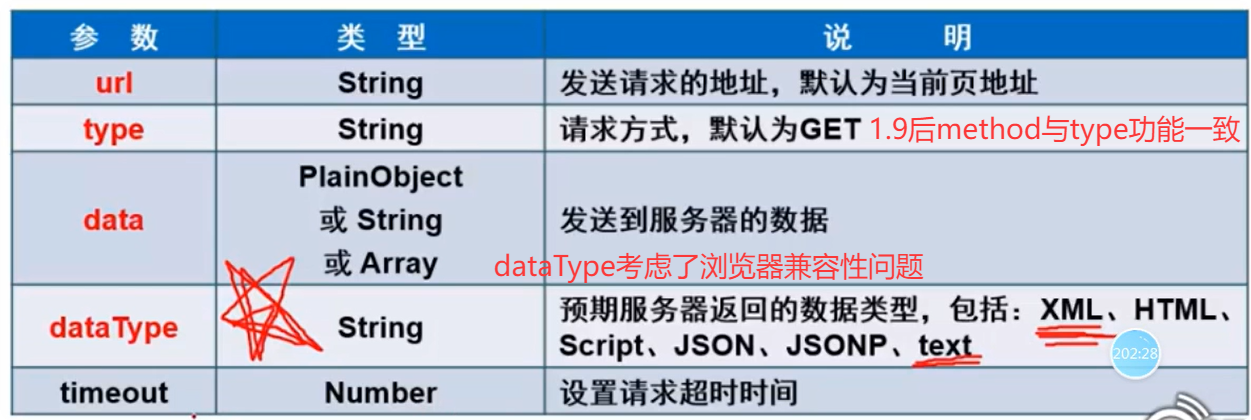 参 数 类 型 说 明
url String 发送请求的地址，默认为当前页地址
type String 请求方式，默认为GET 1.9后method与type功能一致
PlainObject
data 或 String 发送到服务器的数据
或 Array dataType考虑了浏览器兼容性问题
dataType String 预期服务器返回的数据类型，包括：XML、HTML、
Script、JSON、JSONP、text
202:28
timeout Number 设置请求超时时间